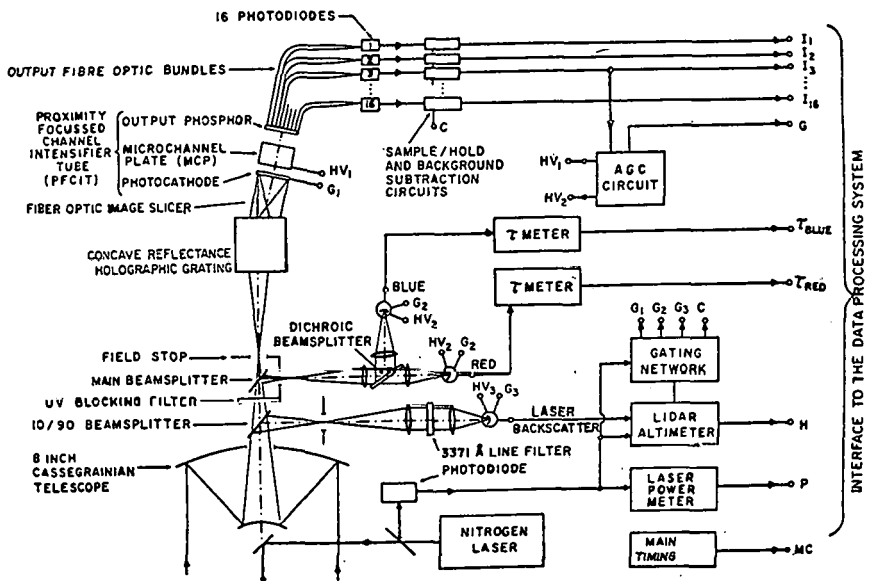 16 PHOTODIODES
1
2
3
16
I1
I2
I3
I16
OUTPUT FIBRE OPTIC BUNDLES
PROXIMITY
FOCUSSED
CHANNEL
INTENSIFIER
TUBE
(PFCIT)
OUTPUT PHOSPHOR
MICROCHANNEL
PLATE (MCP)
PHOTOCATHODE
HV1
G1
C
SAMPLE/HOLD
AND BACKGROUND
SUBTRACTION
CIRCUITS
HV1
HV2
AGC
CIRCUIT
G
FIBER OPTIC IMAGE SLICER
CONCAVE REFLECTANCE
HOLOGRAPHIC GRATING
τ METER
τBLUE
τ METER
τRED
BLUE
G2
HV2
DICHROIC
BEAMSPLITTER
HV2
G2
RED
FIELD STOP
MAIN BEAMSPLITTER
UV BLOCKING FILTER
10/90 BEAMSPLITTER
HV3
G3
LASER
BACKSCATTER
G1 G2 G3 C
GATING
NETWORK
LIDAR
ALTIMETER
H
8 INCH
CASSEGRAINIAN
TELESCOPE
3371 Å LINE FILTER
PHOTODIODE
LASER
POWER
METER
P
NITROGEN
LASER
MAIN
TIMING
MC
INTERFACE TO THE DATA PROCESSING SYSTEM